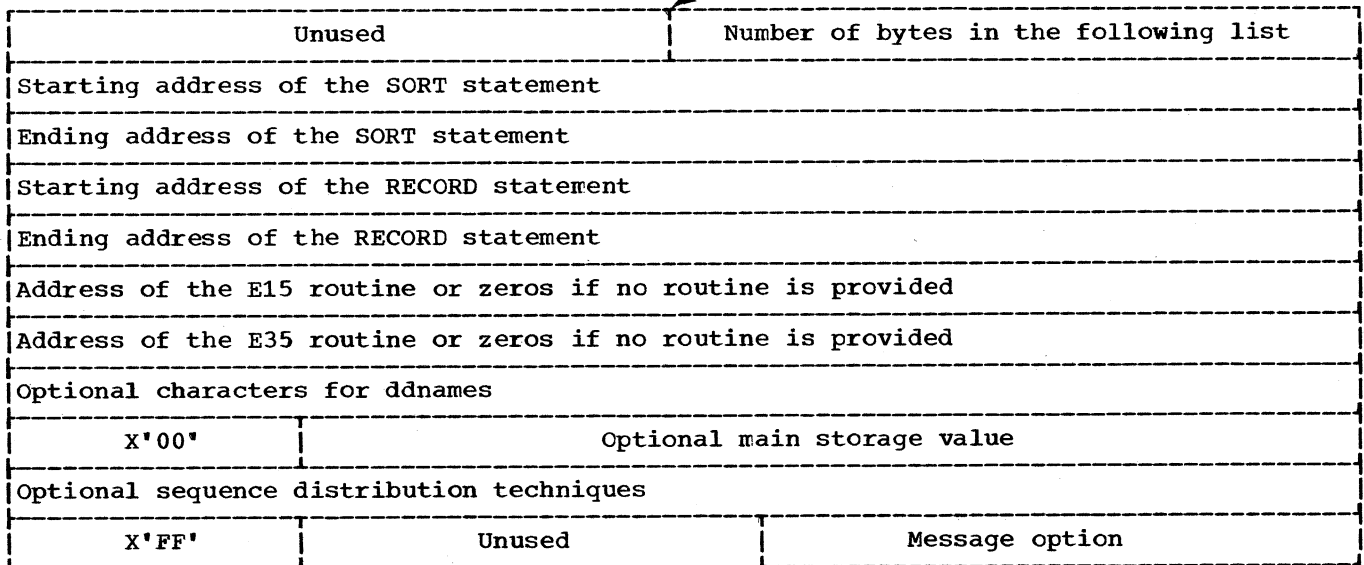 Unused Number of bytes in the following list
Starting address of the SORT statement
Ending address of the SORT statement
Starting address of the RECORD statement
Ending address of the RECORD statement
Address of the E15 routine or zeros if no routine is provided
Address of the E35 routine or zeros if no routine is provided
Optional characters for ddnames
X'00' Optional main storage value
Optional sequence distribution techniques
X'FF' Unused Message option